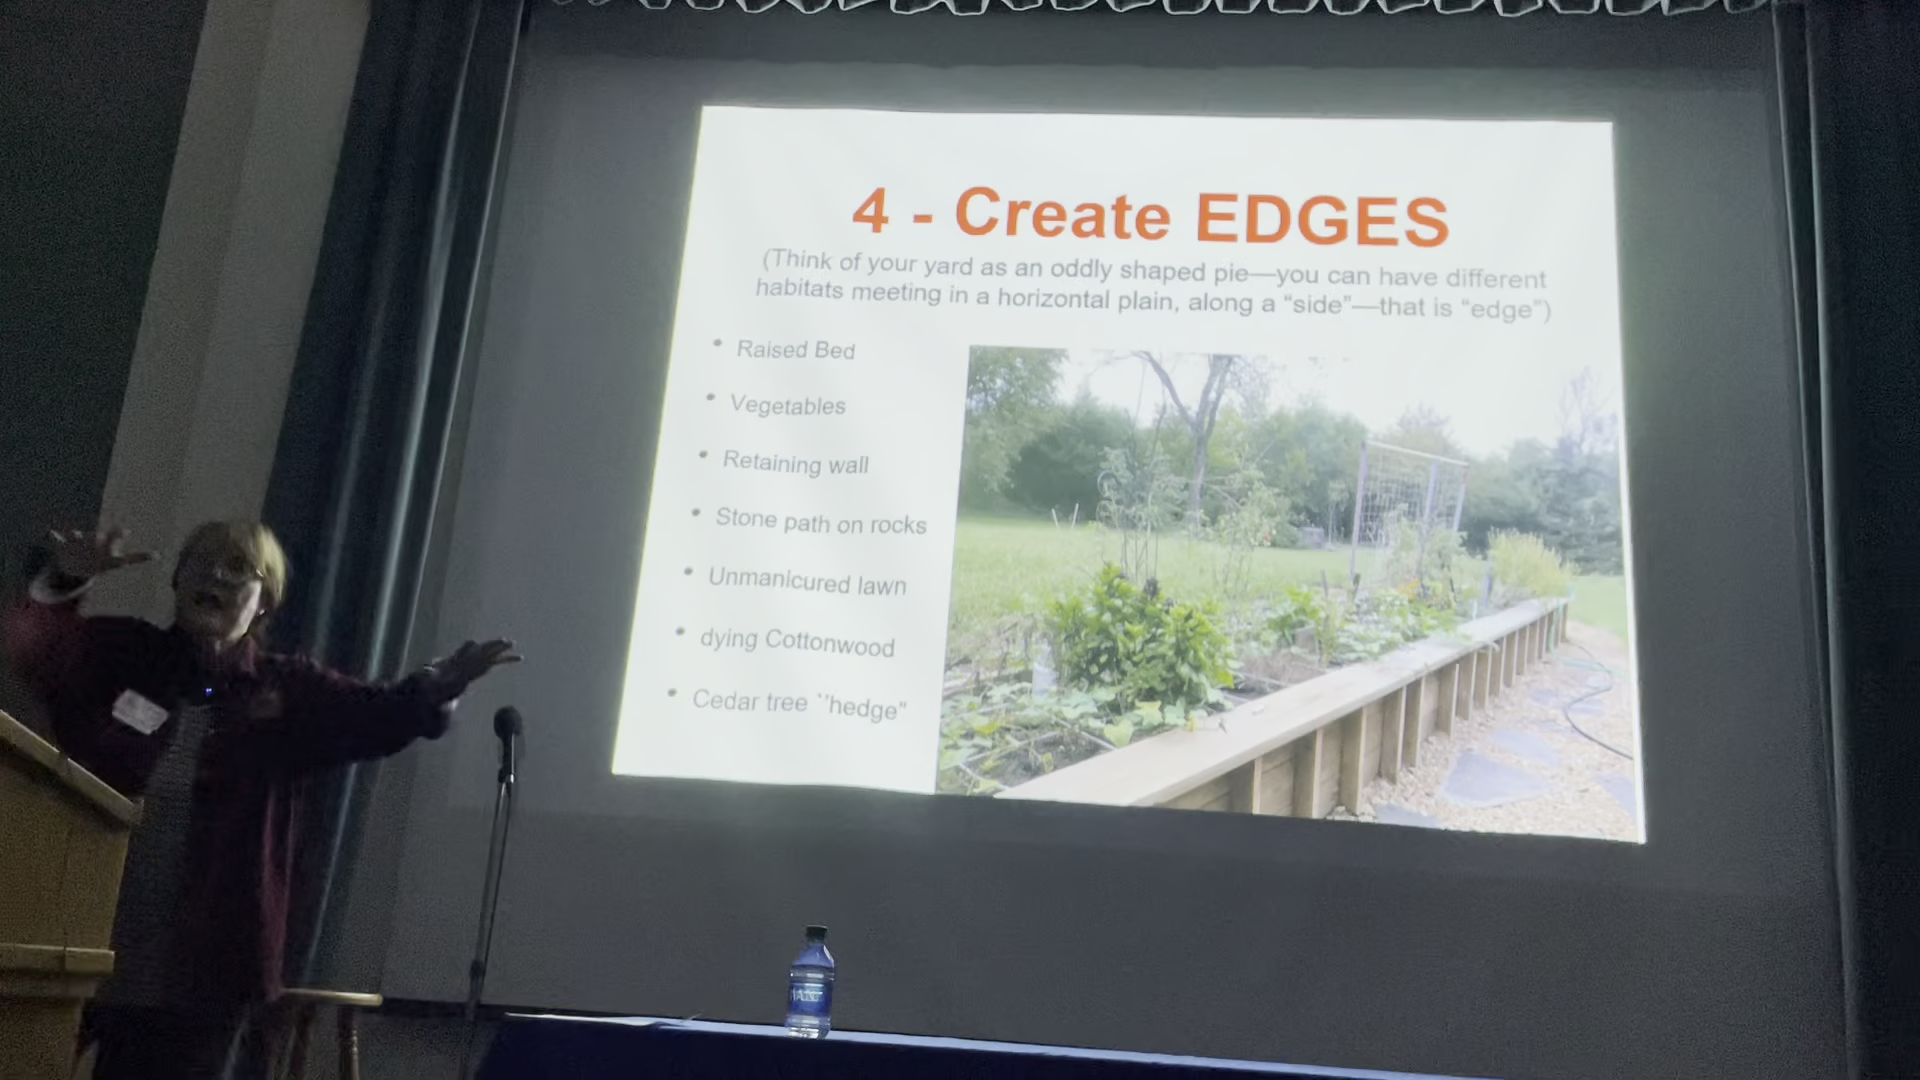 4 - Create EDGES
(Think of your yard as an oddly shaped pie—you can have different
habitats meeting in a horizontal plain, along a “side”—that is “edge”)
• Raised Bed
• Vegetables
• Retaining wall
• Stone path on rocks
• Unmanicured lawn
• dying Cottonwood
• Cedar tree ``hedge”